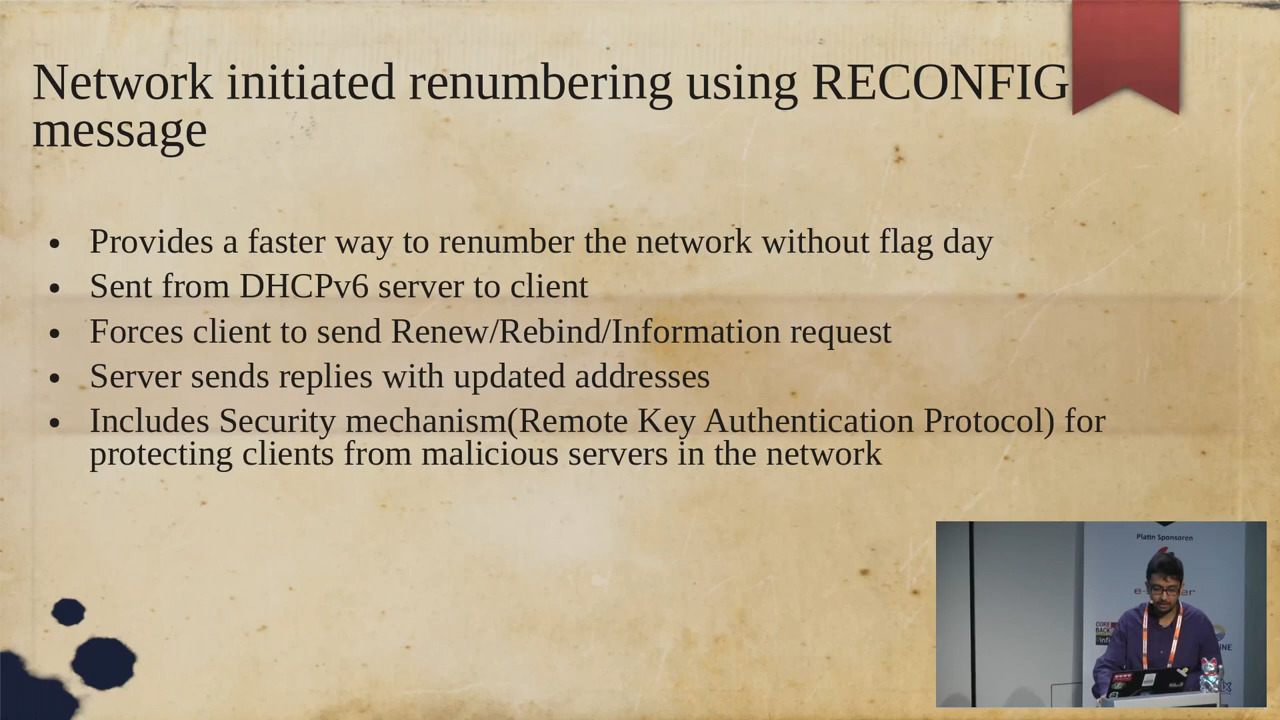 Network initiated renumbering using RECONFIG
message
• Provides a faster way to renumber the network without flag day
• Sent from DHCPv6 server to client
• Forces client to send Renew/Rebind/Information request
• Server sends replies with updated addresses
• Includes Security mechanism(Remote Key Authentication Protocol) for
protecting clients from malicious servers in the network
Platin Sponsoren